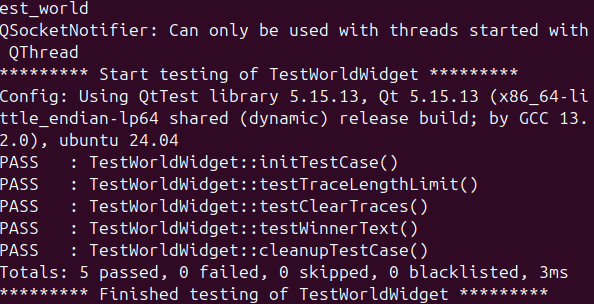 est_world
QSocketNotifier: Can only be used with threads started with
 QThread
********* Start testing of TestWorldWidget *********
Config: Using QtTest library 5.15.13, Qt 5.15.13 (x86_64-li
ttle_endian-lp64 shared (dynamic) release build; by GCC 13.
2.0), ubuntu 24.04
PASS   : TestWorldWidget::initTestCase()
PASS   : TestWorldWidget::testTraceLengthLimit()
PASS   : TestWorldWidget::testClearTraces()
PASS   : TestWorldWidget::testWinnerText()
PASS   : TestWorldWidget::cleanupTestCase()
Totals: 5 passed, 0 failed, 0 skipped, 0 blacklisted, 3ms
********* Finished testing of TestWorldWidget *********